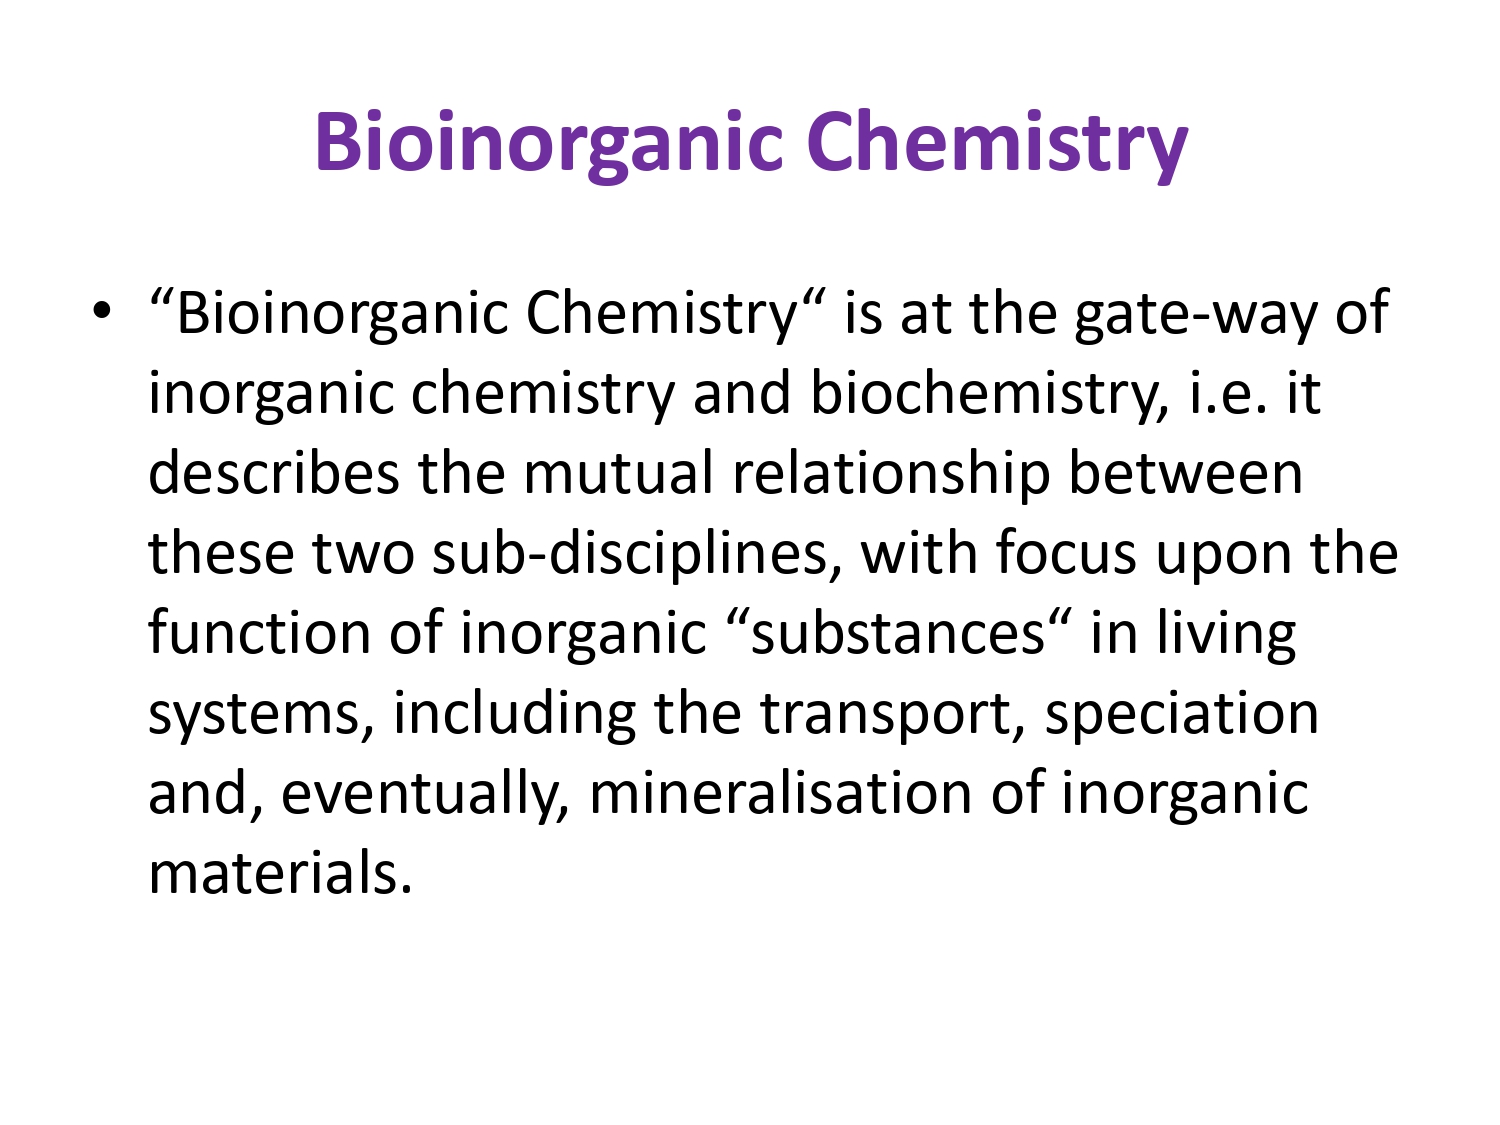 Bioinorganic Chemistry
• “Bioinorganic Chemistry“ is at the gate-way of
inorganic chemistry and biochemistry, i.e. it
describes the mutual relationship between
these two sub-disciplines, with focus upon the
function of inorganic “substances“ in living
systems, including the transport, speciation
and, eventually, mineralisation of inorganic
materials.